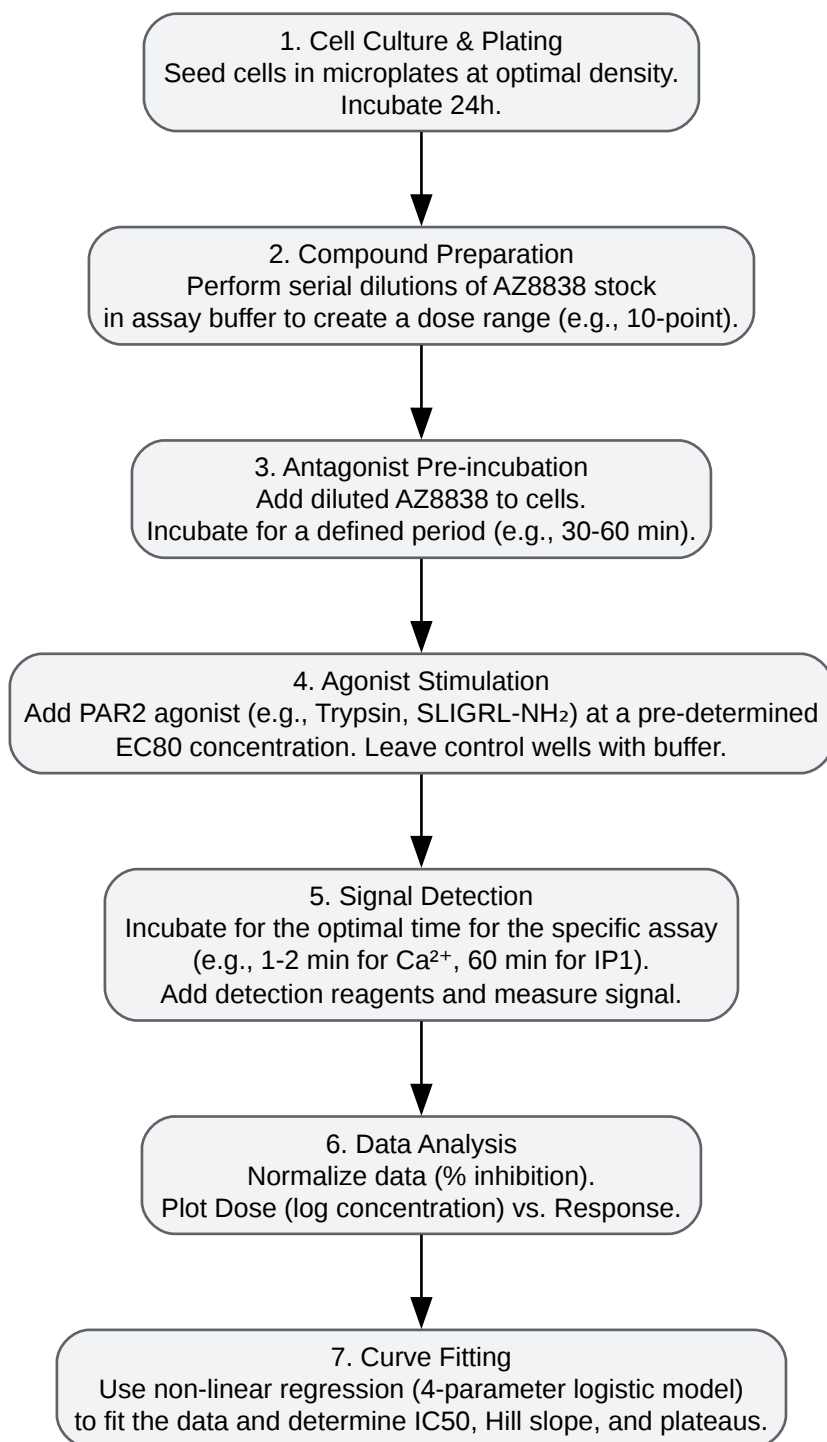 1. Cell Culture & Plating
Seed cells in microplates at optimal density.
Incubate 24h.
2. Compound Preparation
Perform serial dilutions of AZ8838 stock
in assay buffer to create a dose range (e.g., 10-point).
3. Antagonist Pre-incubation
Add diluted AZ8838 to cells.
Incubate for a defined period (e.g., 30-60 min).
4. Agonist Stimulation
Add PAR2 agonist (e.g., Trypsin, SLIGRL-NH₂) at a pre-determined
EC80 concentration. Leave control wells with buffer.
5. Signal Detection
Incubate for the optimal time for the specific assay
(e.g., 1-2 min for Ca²⁺, 60 min for IP1).
Add detection reagents and measure signal.
6. Data Analysis
Normalize data (% inhibition).
Plot Dose (log concentration) vs. Response.
7. Curve Fitting
Use non-linear regression (4-parameter logistic model)
to fit the data and determine IC50, Hill slope, and plateaus.